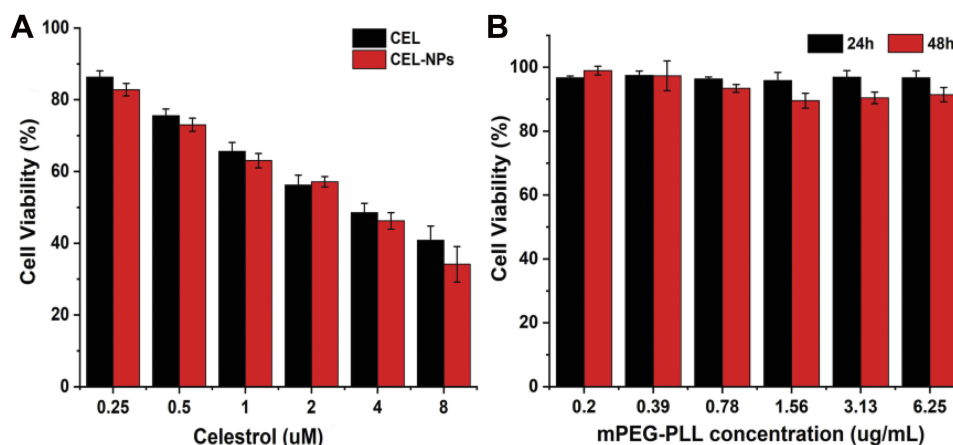 A
CEL
CEL-NPs
Cell Viability (%)
100
80
60
40
20
0
0.25 0.5 1 2 4 8
Celestrol (uM)
B
24h 48h
Cell Viability (%)
100
80
60
40
20
0
0.2 0.39 0.78 1.56 3.13 6.25
mPEG-PLL concentration (ug/mL)